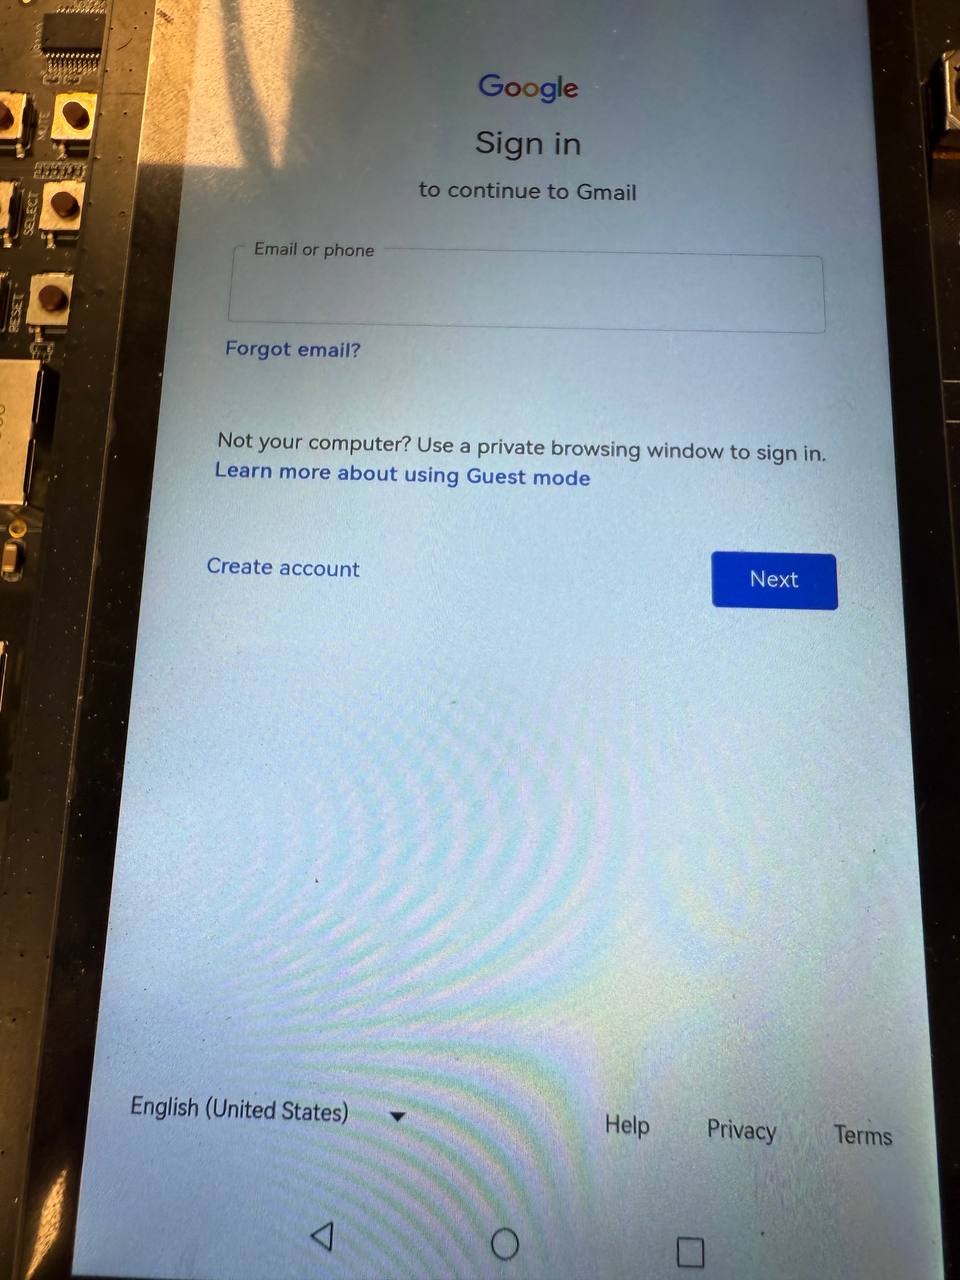 Google
Sign in
to continue to Gmail
Email or phone
Forgot email?
Not your computer? Use a private browsing window to sign in.
Learn more about using Guest mode
Create account
Next
English (United States)
Help Privacy Terms
SELECT
RESET